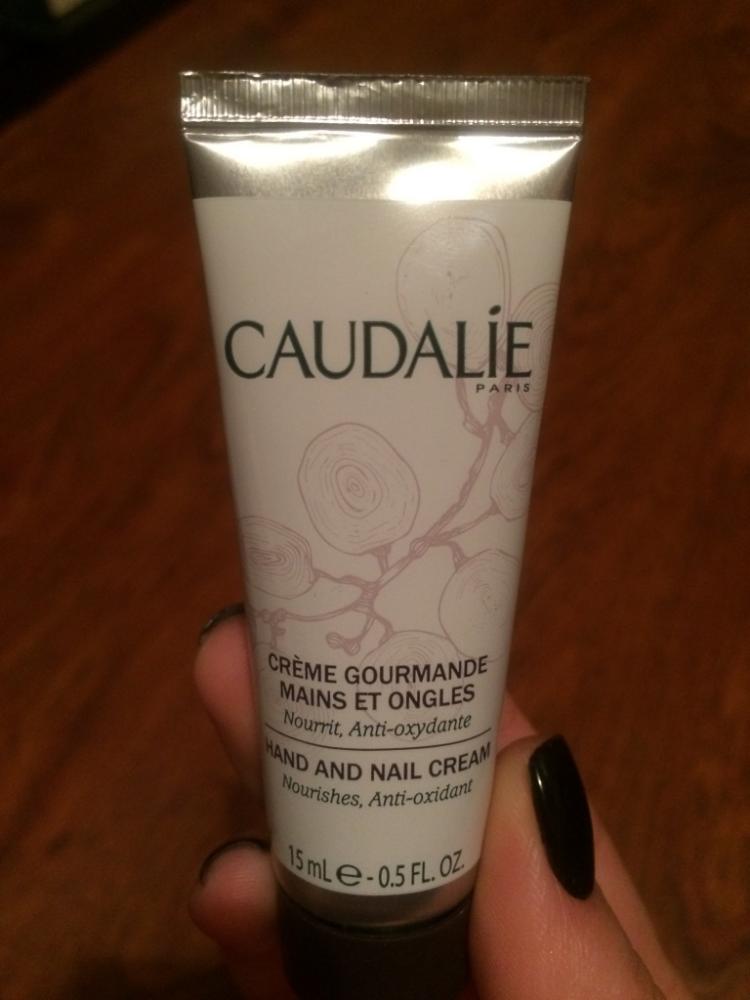 CAUDALIE
PARIS
CRÈME GOURMANDE
MAINS ET ONGLES
Nourrit, Anti-oxydante
HAND AND NAIL CREAM
Nourishes, Anti-oxidant
15 mL ℮ - 0.5 FL. OZ.